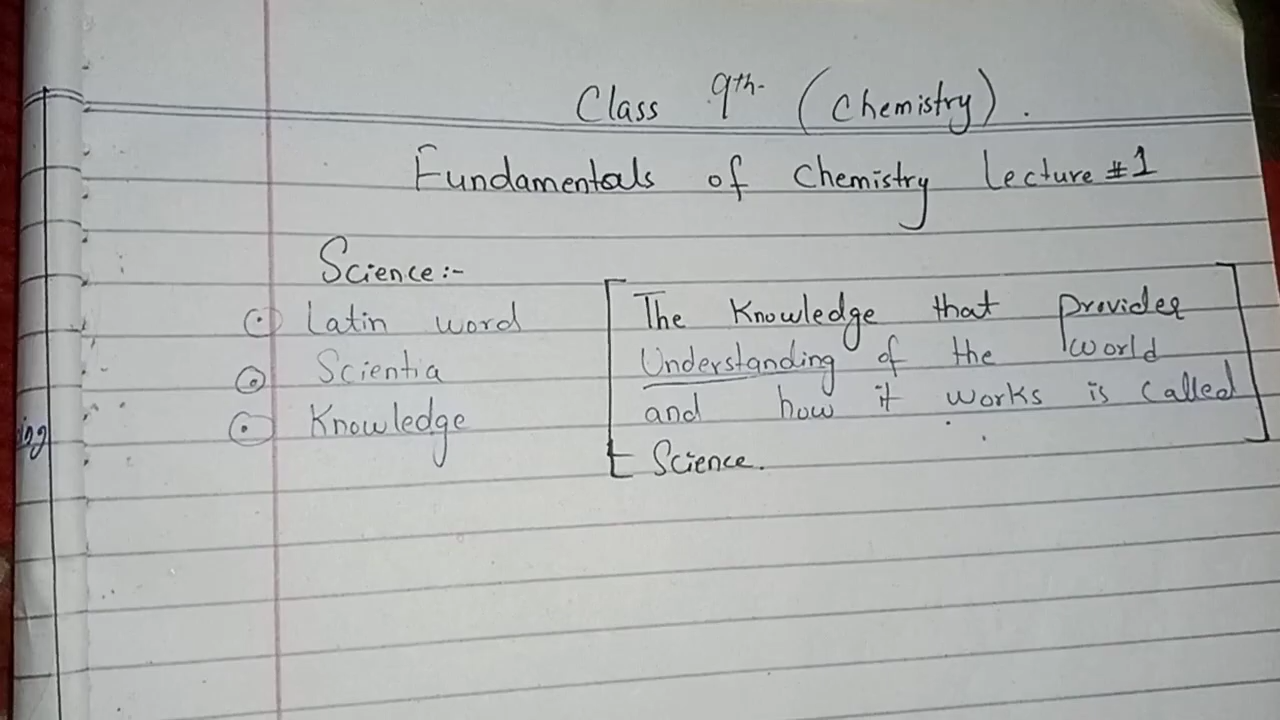 Class 9th- (Chemistry).
Fundamentals of Chemistry Lecture #1
Science:-
Latin word
Scientia
Knowledge
The Knowledge that provides
Understanding of the world
and how it works is called
Science.